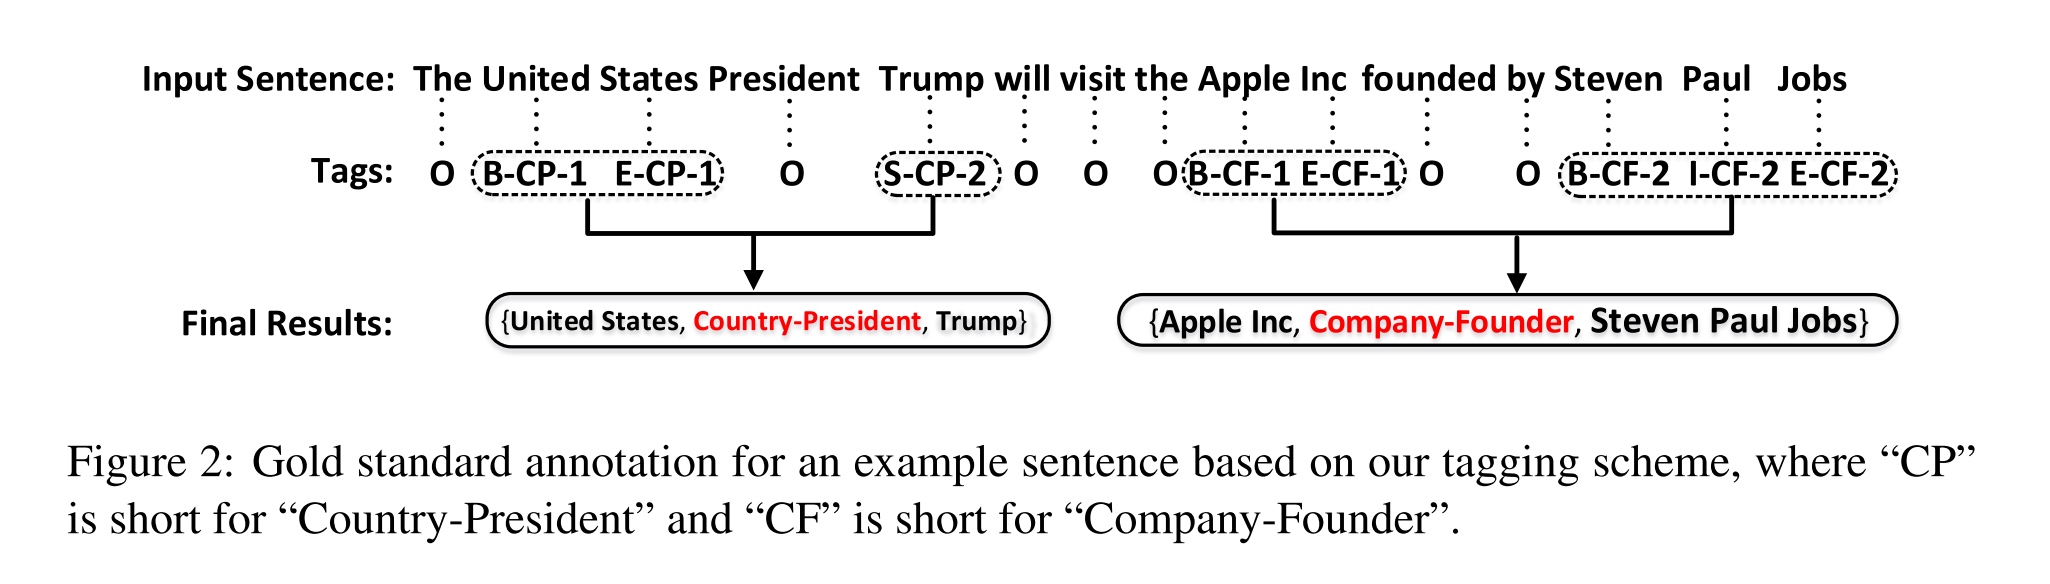 Input Sentence: The United States President Trump will visit the Apple Inc founded by Steven Paul Jobs
Tags: O B-CP-1 E-CP-1 O S-CP-2 O O O B-CF-1 E-CF-1 O O B-CF-2 I-CF-2 E-CF-2
Final Results: {United States, Country-President, Trump} {Apple Inc, Company-Founder, Steven Paul Jobs}
Figure 2: Gold standard annotation for an example sentence based on our tagging scheme, where “CP”
is short for “Country-President” and “CF” is short for “Company-Founder”.